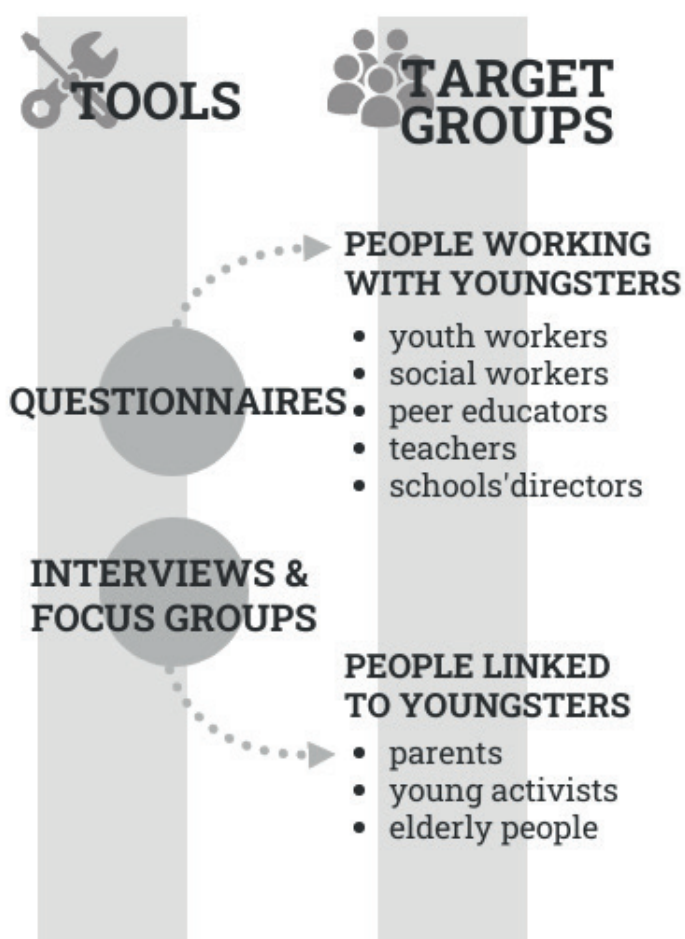 TOOLS
TARGET
GROUPS
PEOPLE WORKING
WITH YOUNGSTERS
• youth workers
• social workers
• peer educators
• teachers
• schools'directors
QUESTIONNAIRES
INTERVIEWS &
FOCUS GROUPS
PEOPLE LINKED
TO YOUNGSTERS
• parents
• young activists
• elderly people